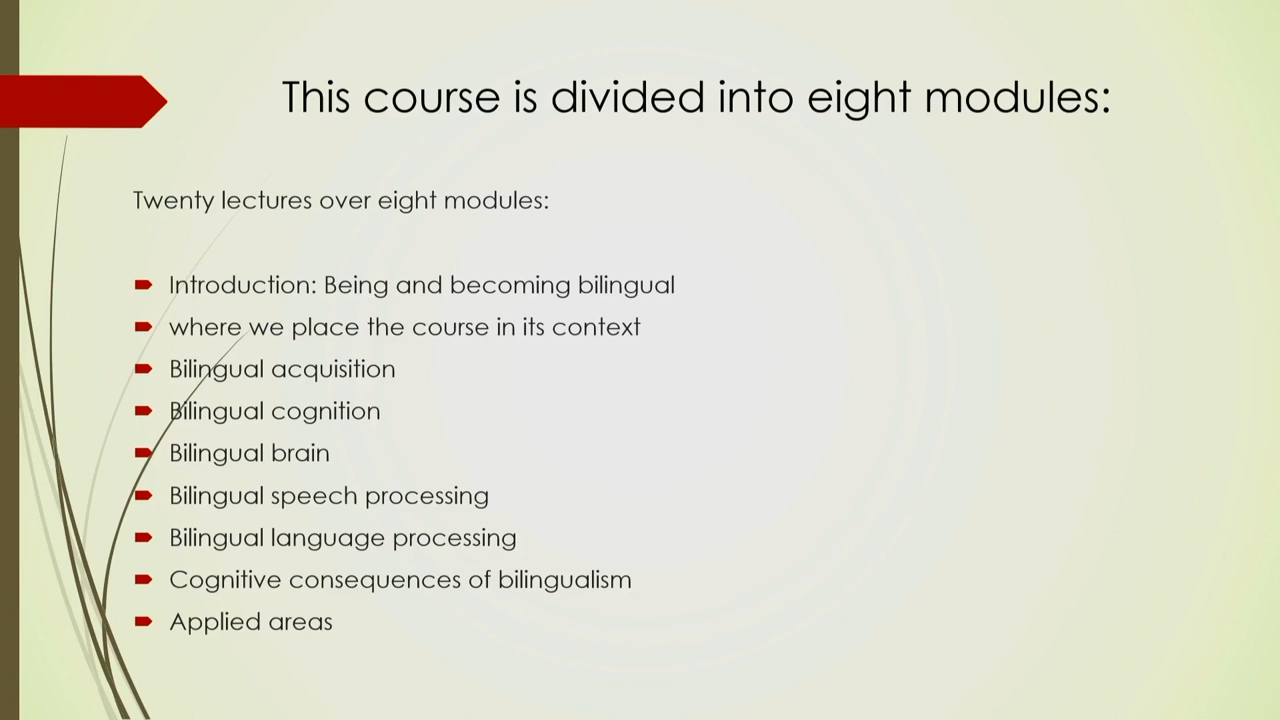 This course is divided into eight modules:
Twenty lectures over eight modules:
Introduction: Being and becoming bilingual
where we place the course in its context
Bilingual acquisition
Bilingual cognition
Bilingual brain
Bilingual speech processing
Bilingual language processing
Cognitive consequences of bilingualism
Applied areas